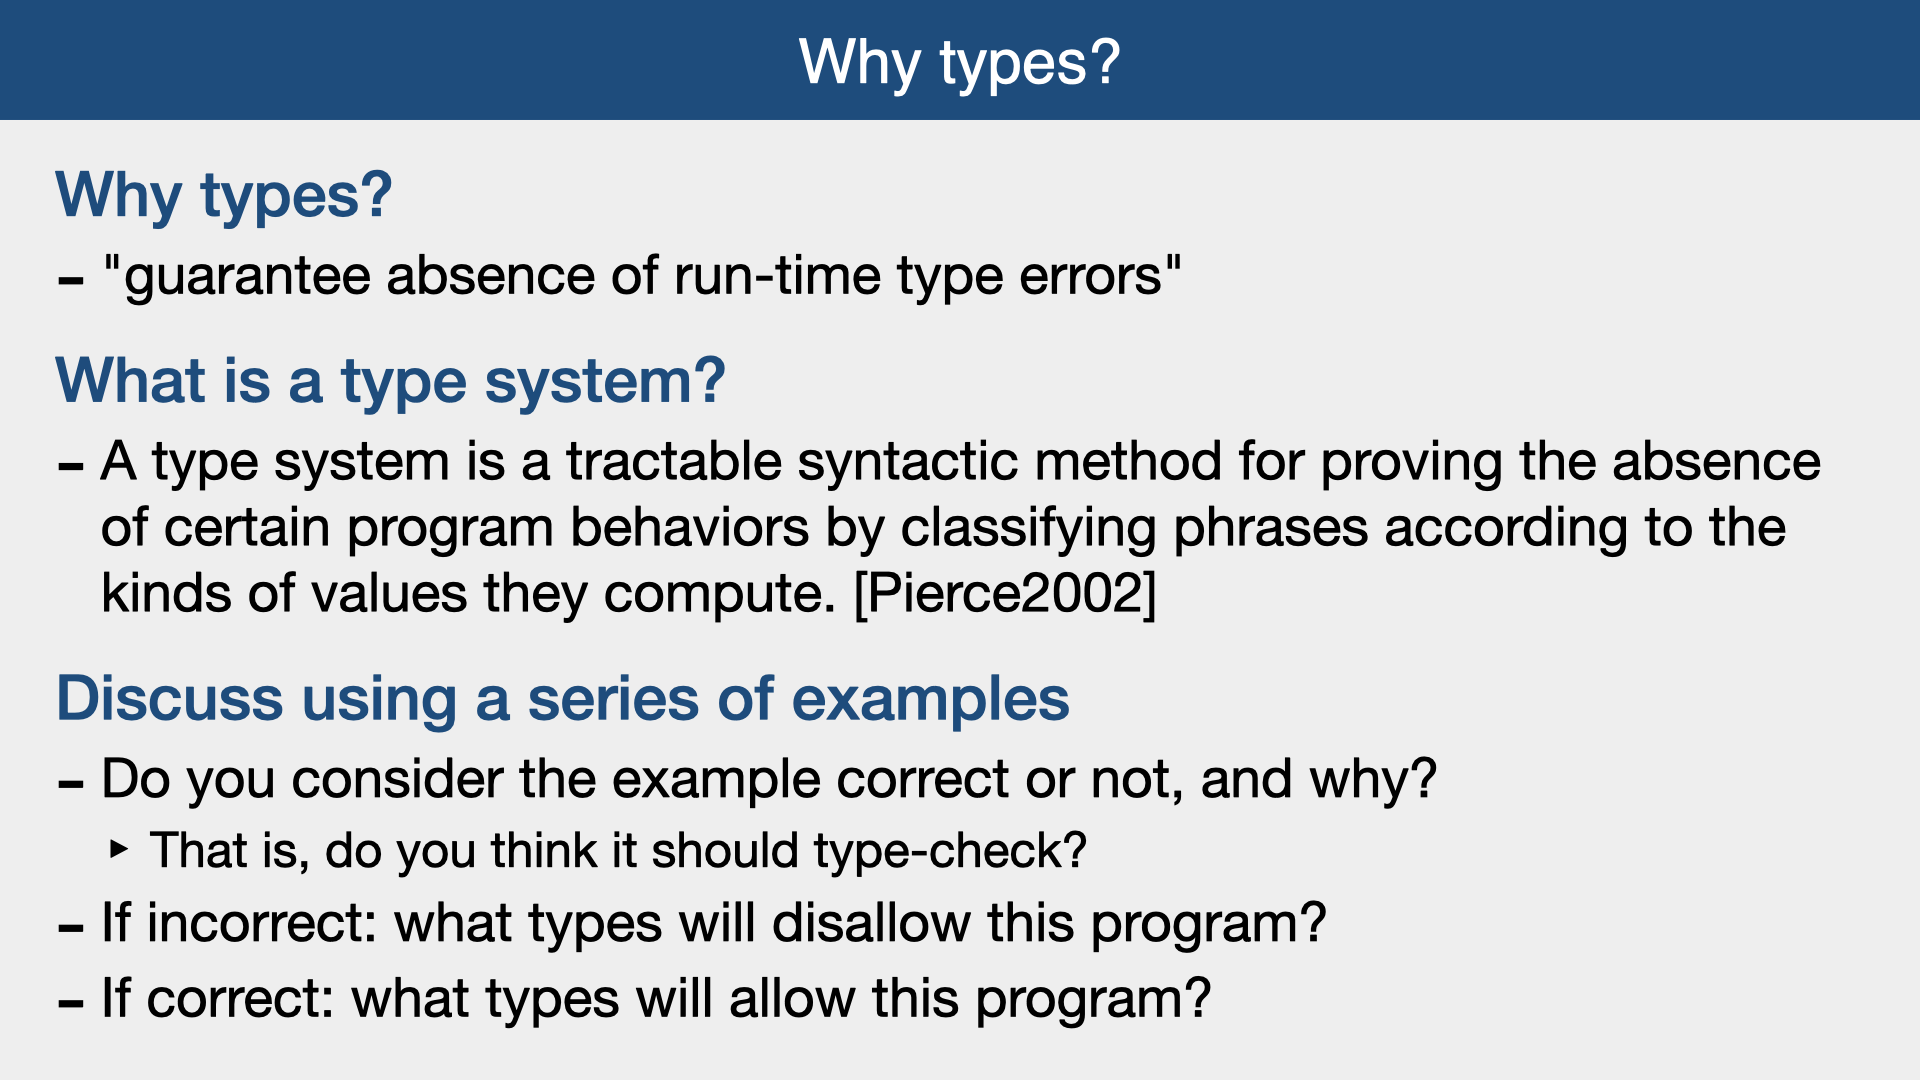 Why types?
Why types?
- "guarantee absence of run-time type errors"
What is a type system?
- A type system is a tractable syntactic method for proving the absence
of certain program behaviors by classifying phrases according to the
kinds of values they compute. [Pierce2002]
Discuss using a series of examples
- Do you consider the example correct or not, and why?
‣ That is, do you think it should type-check?
- If incorrect: what types will disallow this program?
- If correct: what types will allow this program?